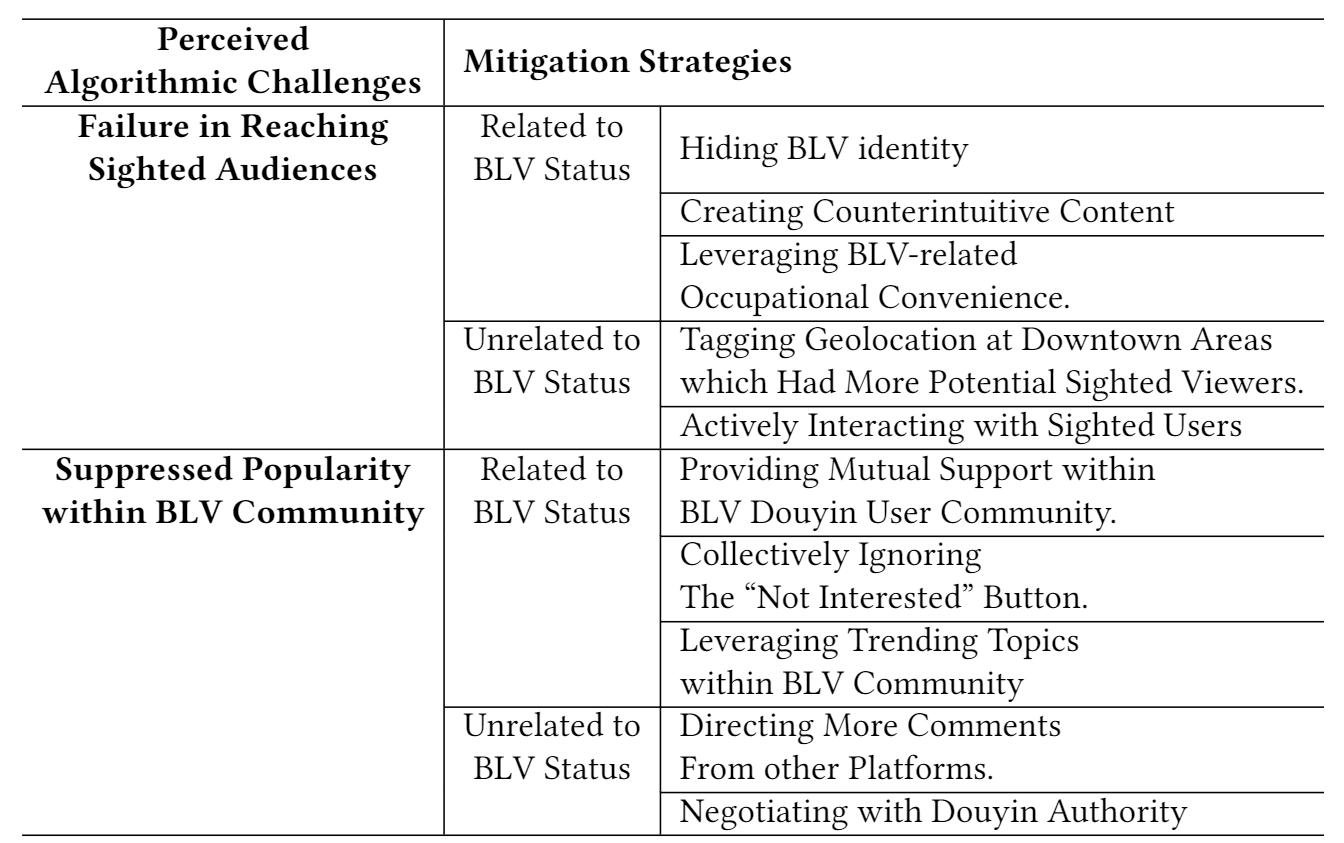 Perceived
Algorithmic Challenges
Mitigation Strategies
Failure in Reaching
Sighted Audiences
Related to
BLV Status
Hiding BLV identity
Creating Counterintuitive Content
Leveraging BLV-related
Occupational Convenience.
Unrelated to
BLV Status
Tagging Geolocation at Downtown Areas
which Had More Potential Sighted Viewers.
Actively Interacting with Sighted Users
Suppressed Popularity
within BLV Community
Related to
BLV Status
Providing Mutual Support within
BLV Douyin User Community.
Collectively Ignoring
The “Not Interested” Button.
Leveraging Trending Topics
within BLV Community
Unrelated to
BLV Status
Directing More Comments
From other Platforms.
Negotiating with Douyin Authority